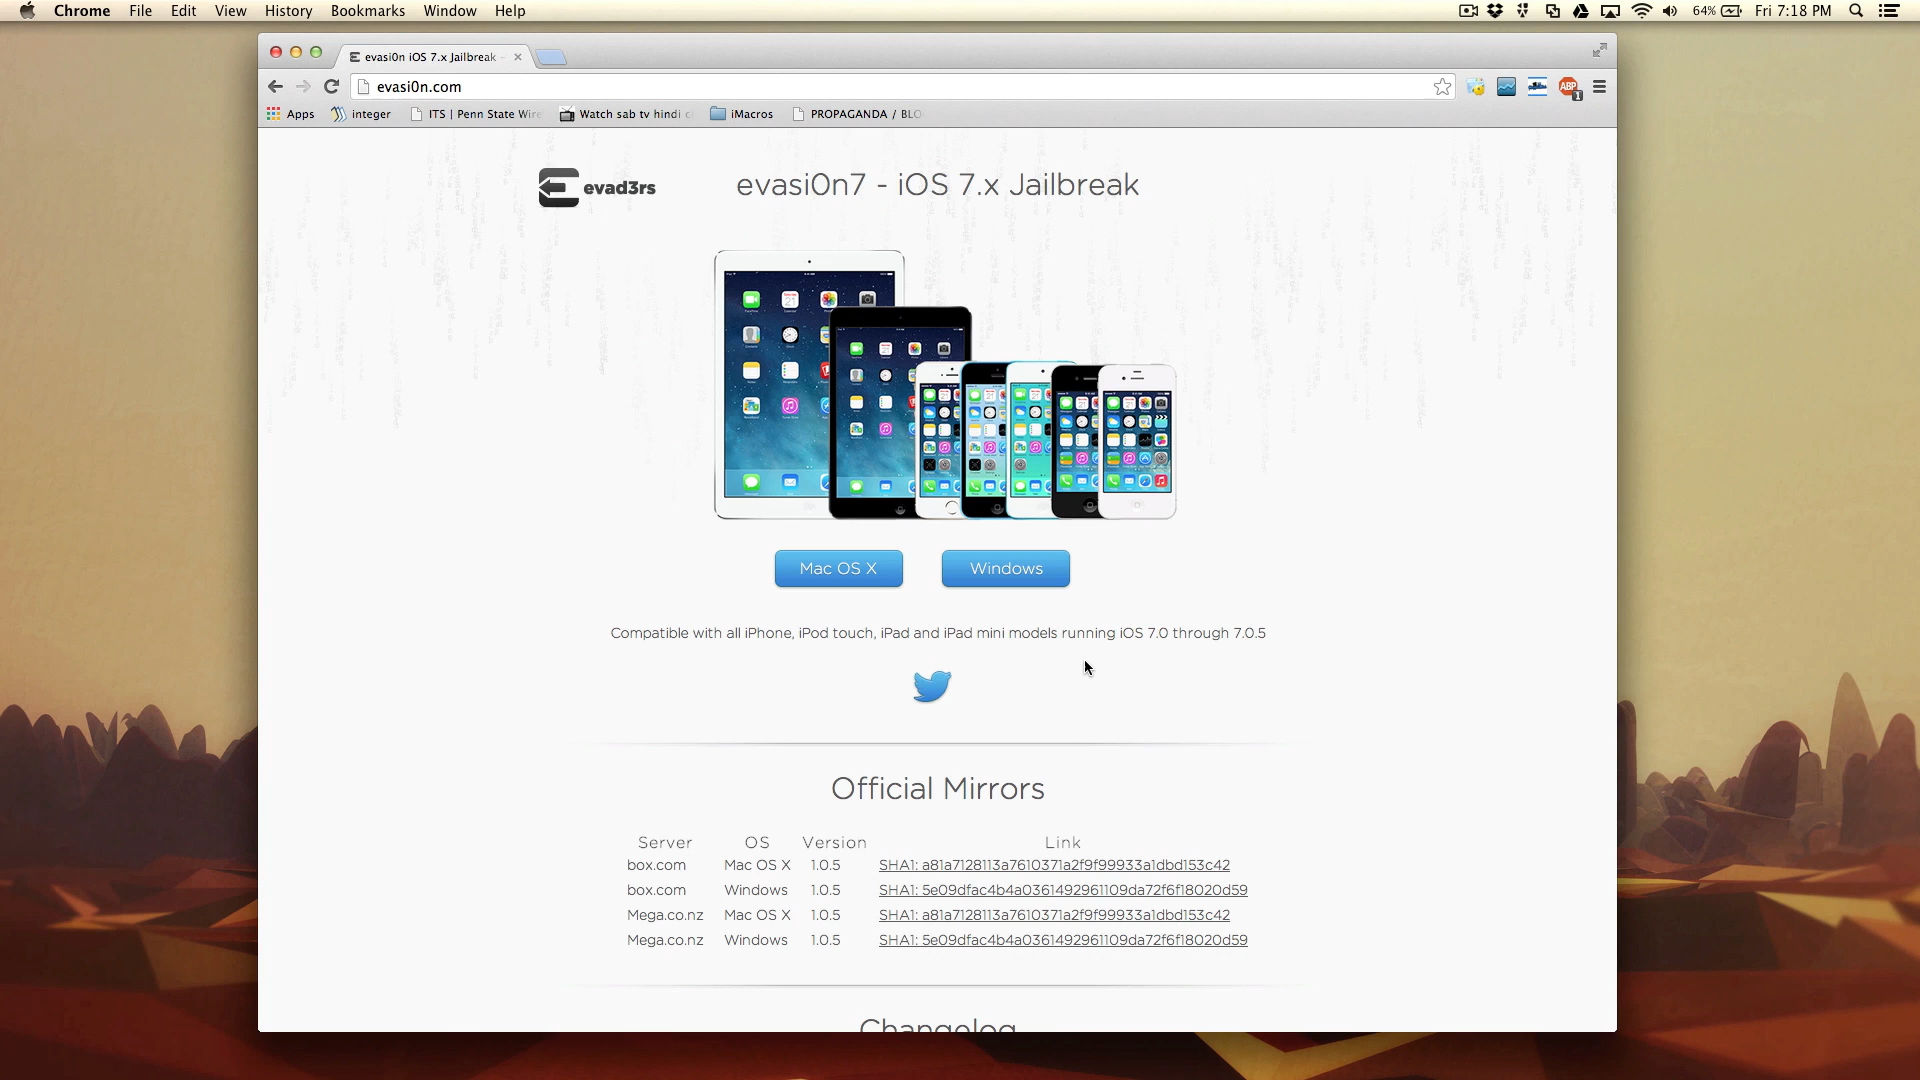 Chrome File Edit View History Bookmarks Window Help
64% Fri 7:18 PM
evasi0n iOS 7.x Jailbreak
evasi0n.com
ABP 1
Apps integer ITS | Penn State Wire Watch sab tv hindi iMacros PROPAGANDA / BLO
evad3rs
evasi0n7 - iOS 7.x Jailbreak
Mac OS X Windows
Compatible with all iPhone, iPod touch, iPad and iPad mini models running iOS 7.0 through 7.0.5
Official Mirrors
Server OS Version Link
box.com Mac OS X 1.0.5 SHA1: a81a7128113a7610371a2f9f99933a1dbd153c42
box.com Windows 1.0.5 SHA1: 5e09dfac4b4a0361492961109da72f6f18020d59
Mega.co.nz Mac OS X 1.0.5 SHA1: a81a7128113a7610371a2f9f99933a1dbd153c42
Mega.co.nz Windows 1.0.5 SHA1: 5e09dfac4b4a0361492961109da72f6f18020d59
Changelog